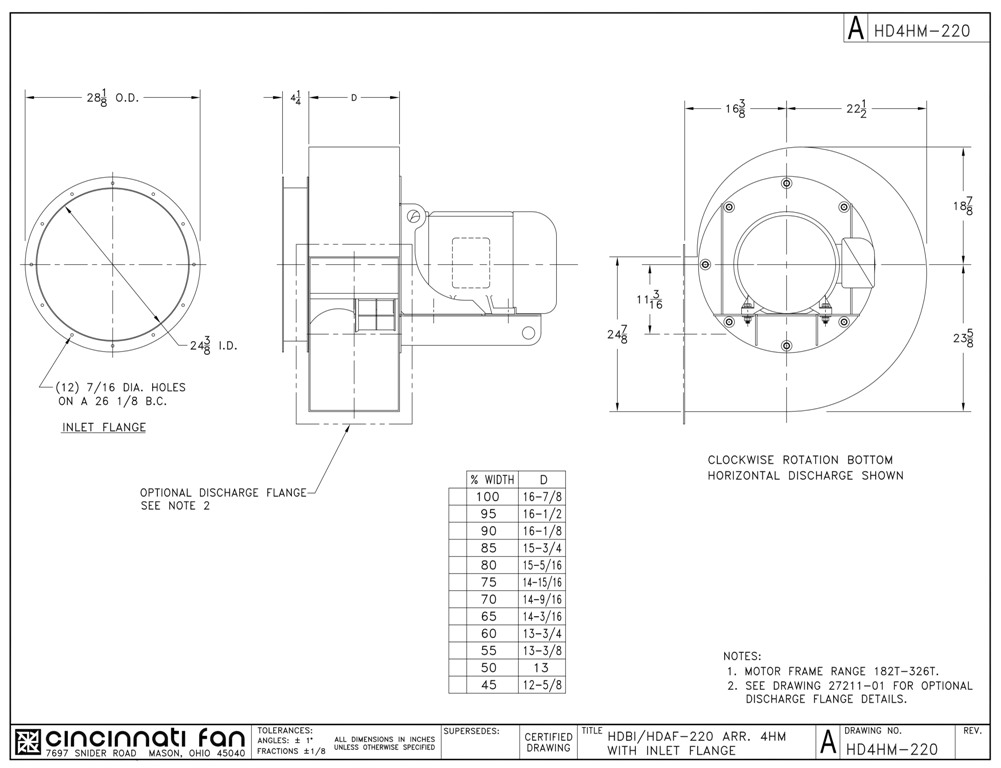 A HD4HM-220
28 1/8 O.D.
4 1/4
D
16 3/8
22 1/2
18 7/8
11 3/16
24 7/8
23 5/8
24 3/8 I.D.
(12) 7/16 DIA. HOLES
ON A 26 1/8 B.C.
INLET FLANGE
OPTIONAL DISCHARGE FLANGE
SEE NOTE 2
CLOCKWISE ROTATION BOTTOM
HORIZONTAL DISCHARGE SHOWN
% WIDTH D
100 16-7/8
95 16-1/2
90 16-1/8
85 15-3/4
80 15-5/16
75 14-15/16
70 14-9/16
65 14-3/16
60 13-3/4
55 13-3/8
50 13
45 12-5/8
NOTES:
1. MOTOR FRAME RANGE 182T-326T.
2. SEE DRAWING 27211-01 FOR OPTIONAL
DISCHARGE FLANGE DETAILS.
cincinnati fan
7697 SNIDER ROAD MASON, OHIO 45040
TOLERANCES:
ANGLES: ± 1°
FRACTIONS ±1/8
ALL DIMENSIONS IN INCHES
UNLESS OTHERWISE SPECIFIED
SUPERSEDES:
CERTIFIED
DRAWING
TITLE HDBI/HDAF-220 ARR. 4HM
WITH INLET FLANGE
A
DRAWING NO.
HD4HM-220
REV.